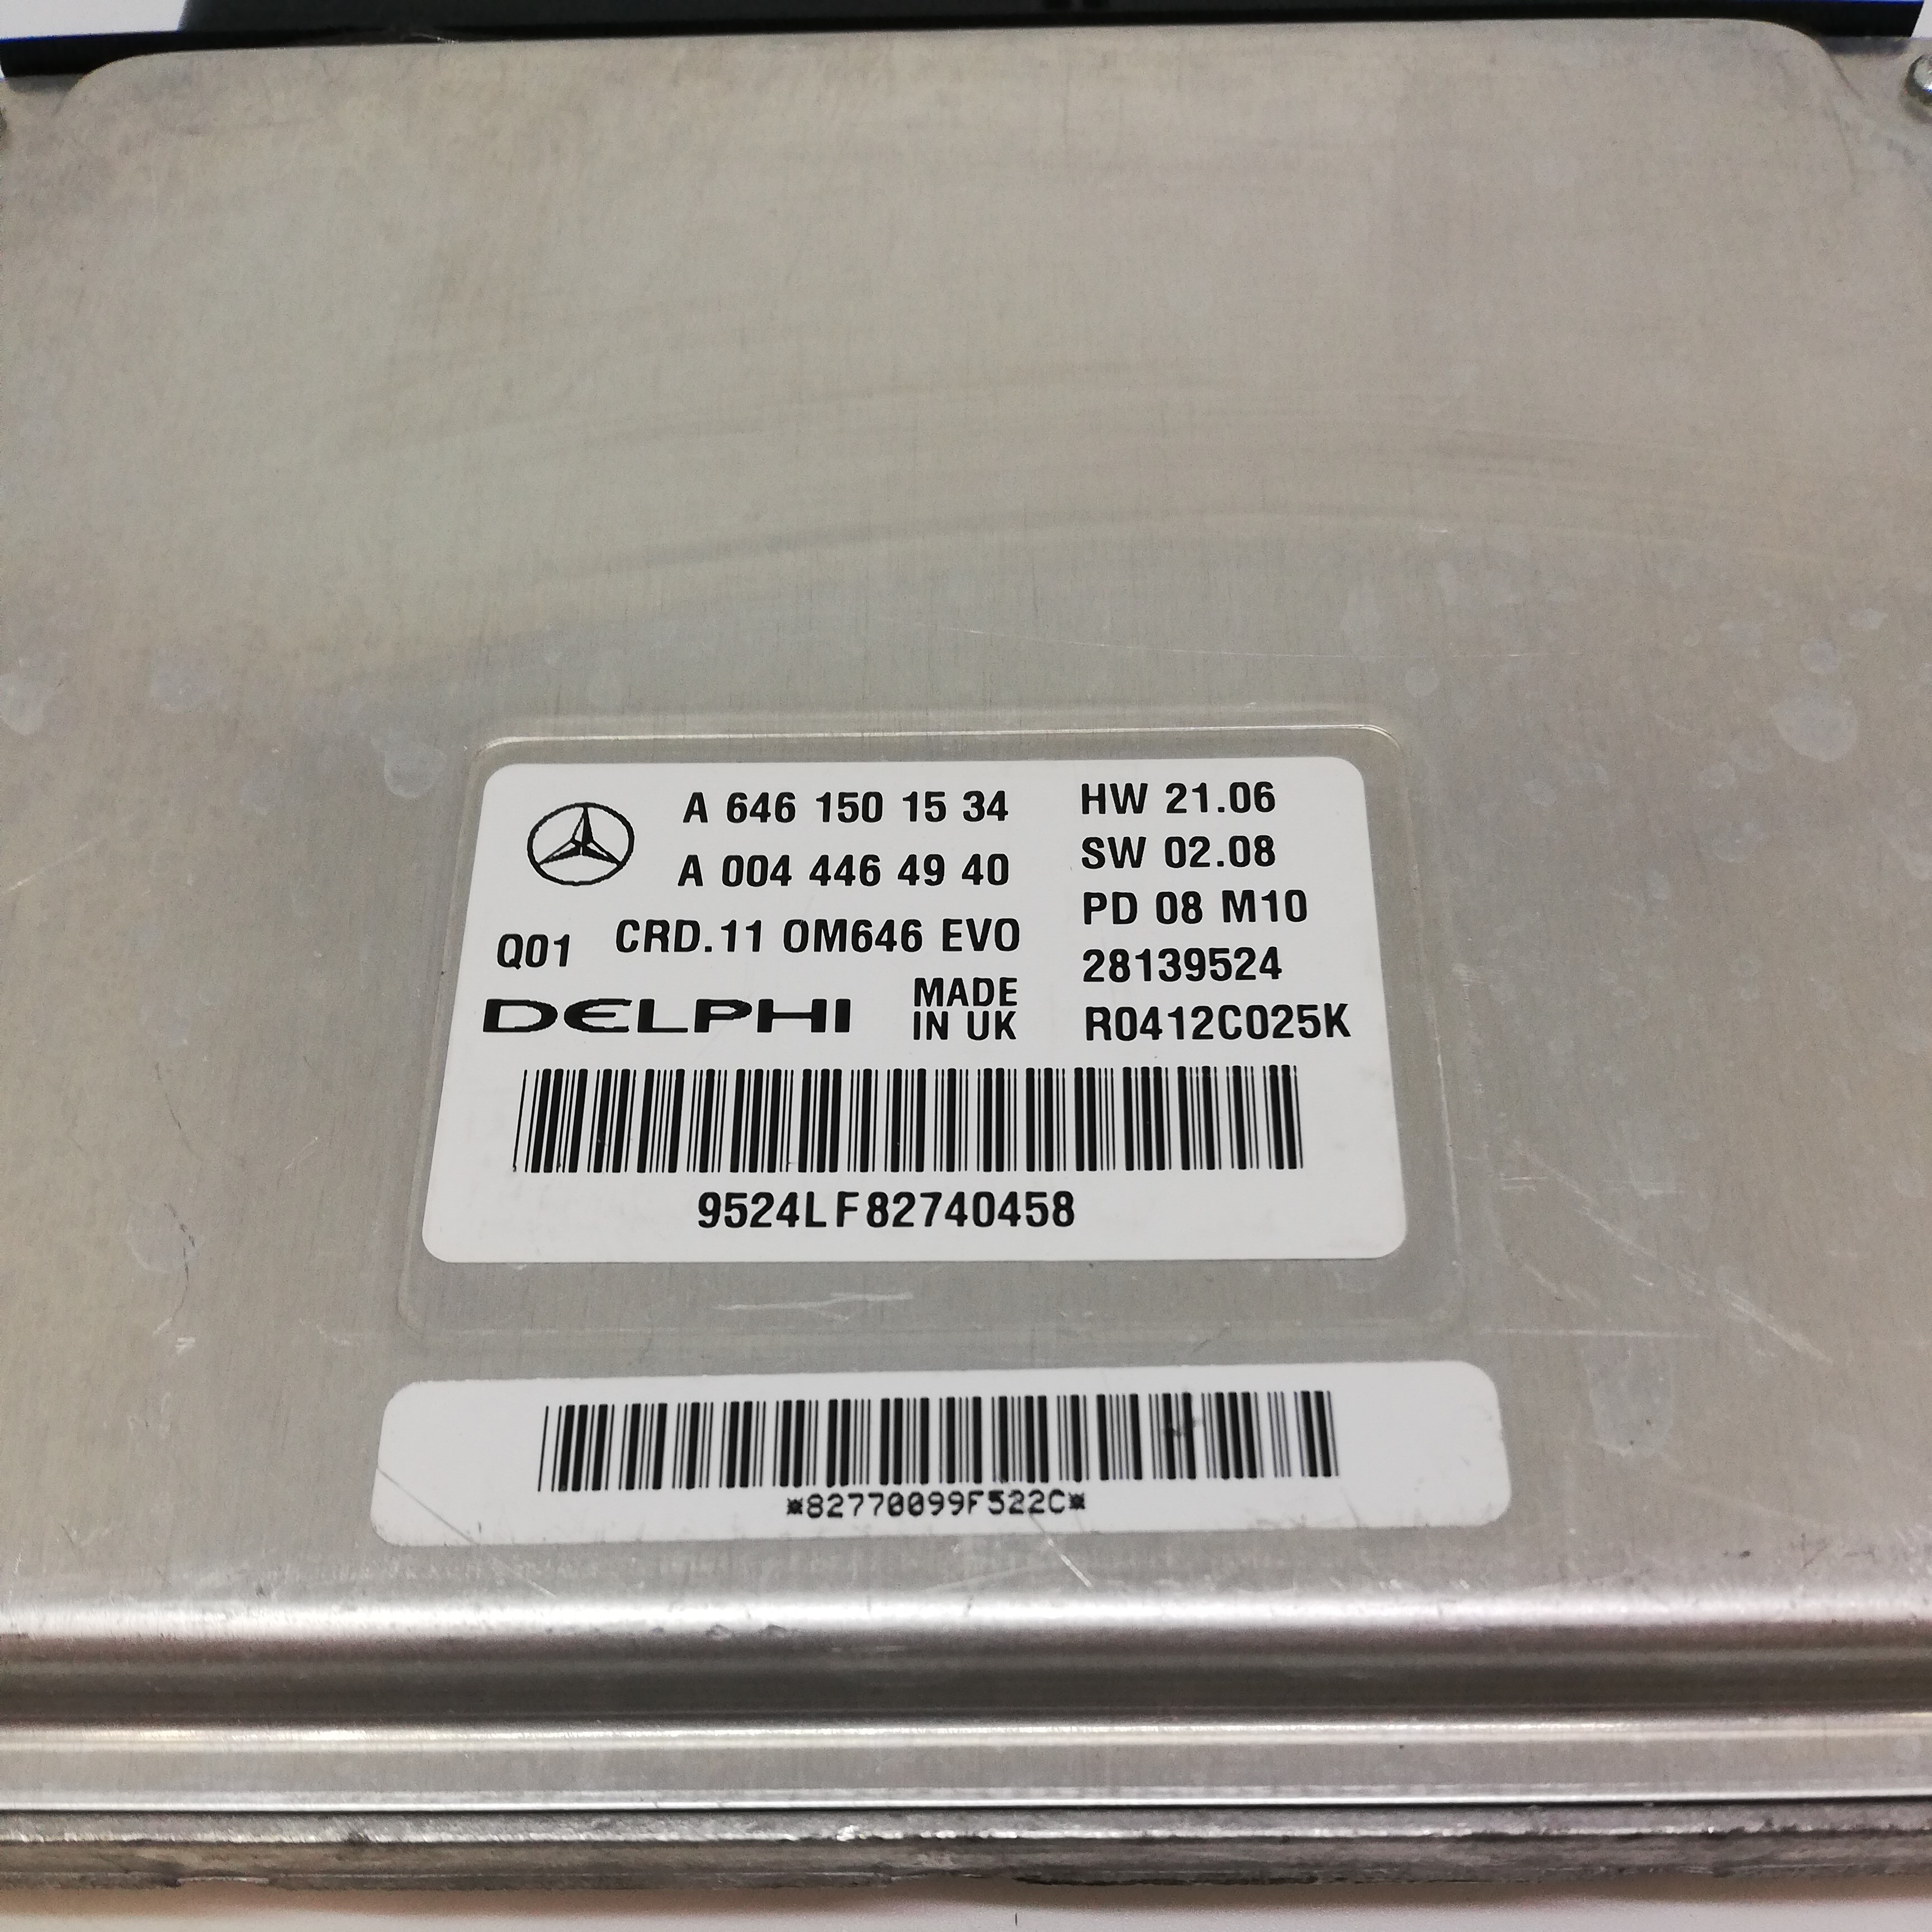 A 646 150 15 34
A 004 446 49 40
Q01 CRD.11 OM646 EVO
DELPHI MADE IN UK
HW 21.06
SW 02.08
PD 08 M10
28139524
R0412C025K
9524LF82740458
*82770099F522C*